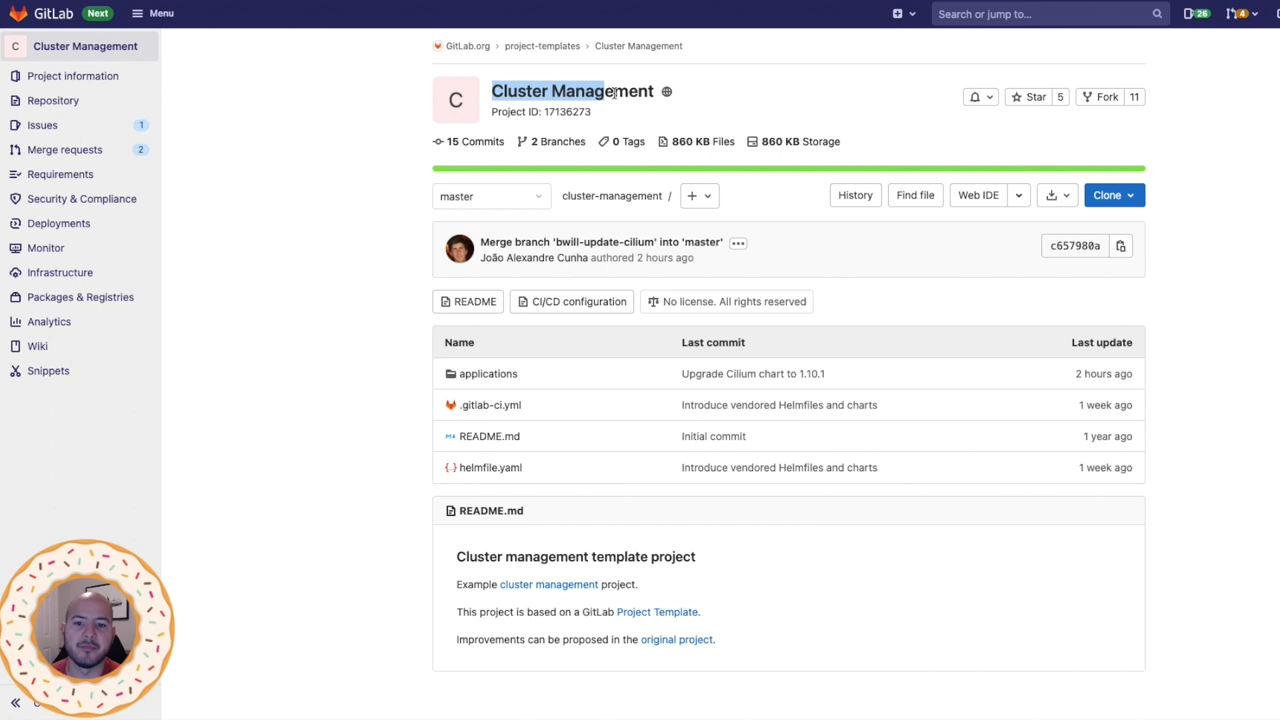 GitLab Next Menu Search or jump to... 26 4
C Cluster Management
Project information
Repository
Issues 1
Merge requests 2
Requirements
Security & Compliance
Deployments
Monitor
Infrastructure
Packages & Registries
Analytics
Wiki
Snippets
GitLab.org > project-templates > Cluster Management
C
Cluster Management
Project ID: 17136273
Star 5 Fork 11
15 Commits 2 Branches 0 Tags 860 KB Files 860 KB Storage
master cluster-management / + History Find file Web IDE Clone
Merge branch 'bwill-update-cilium' into 'master'
João Alexandre Cunha authored 2 hours ago
c657980a
README CI/CD configuration No license. All rights reserved
Name Last commit Last update
applications Upgrade Cilium chart to 1.10.1 2 hours ago
.gitlab-ci.yml Introduce vendored Helmfiles and charts 1 week ago
README.md Initial commit 1 year ago
helmfile.yaml Introduce vendored Helmfiles and charts 1 week ago
README.md
Cluster management template project
Example cluster management project.
This project is based on a GitLab Project Template.
Improvements can be proposed in the original project.